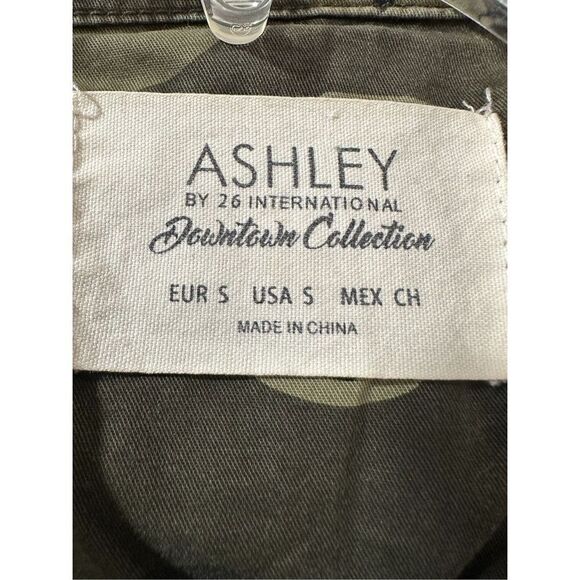 ASHLEY
BY 26 INTERNATIONAL
Downtown Collection
EUR S USA S MEX CH
MADE IN CHINA